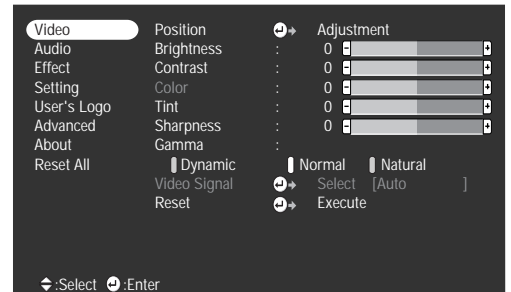 Video Position Adjustment
Audio Brightness : 0 - +
Effect Contrast : 0 - +
Setting Color : 0 - +
User's Logo Tint : 0 - +
Advanced Sharpness : 0 - +
About Gamma :
Reset All Dynamic Normal Natural
Video Signal Select [Auto ]
Reset Execute
:Select :Enter